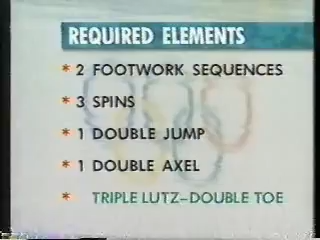 REQUIRED ELEMENTS
* 2 FOOTWORK SEQUENCES
* 3 SPINS
* 1 DOUBLE JUMP
* 1 DOUBLE AXEL
* TRIPLE LUTZ-DOUBLE TOE